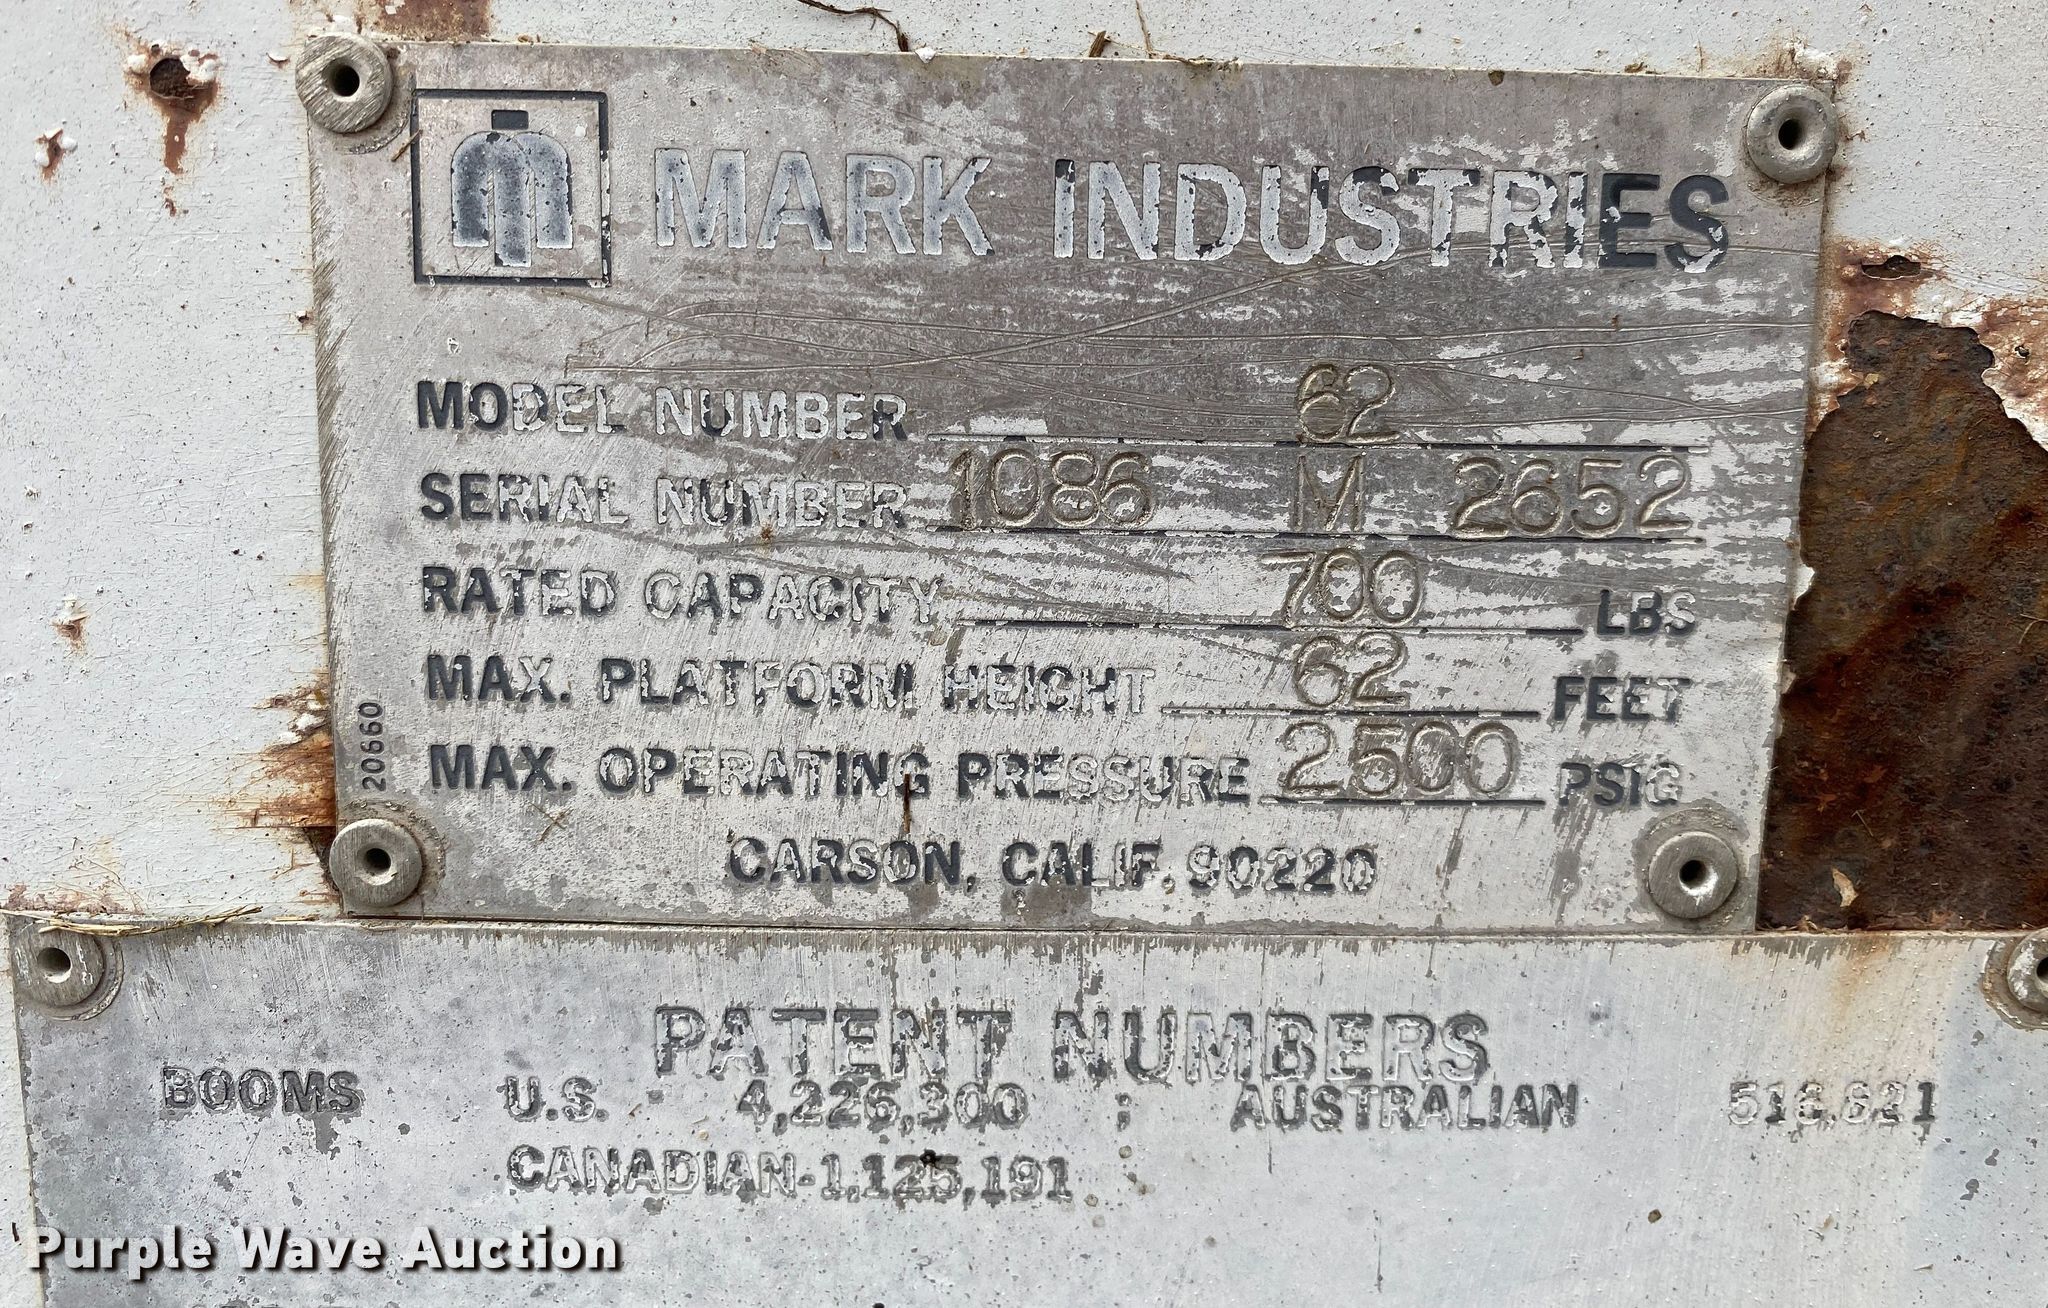 MARK INDUSTRIES
MODEL NUMBER 62
SERIAL NUMBER 1086 M 2652
RATED CAPACITY 700 LBS
MAX. PLATFORM HEIGHT 62 FEET
MAX. OPERATING PRESSURE 2500 PSIG
CARSON, CALIF. 90220
20660
PATENT NUMBERS
BOOMS U.S. 4,226,300 ; AUSTRALIAN 516,621
CANADIAN-1,125,191
Purple Wave Auction